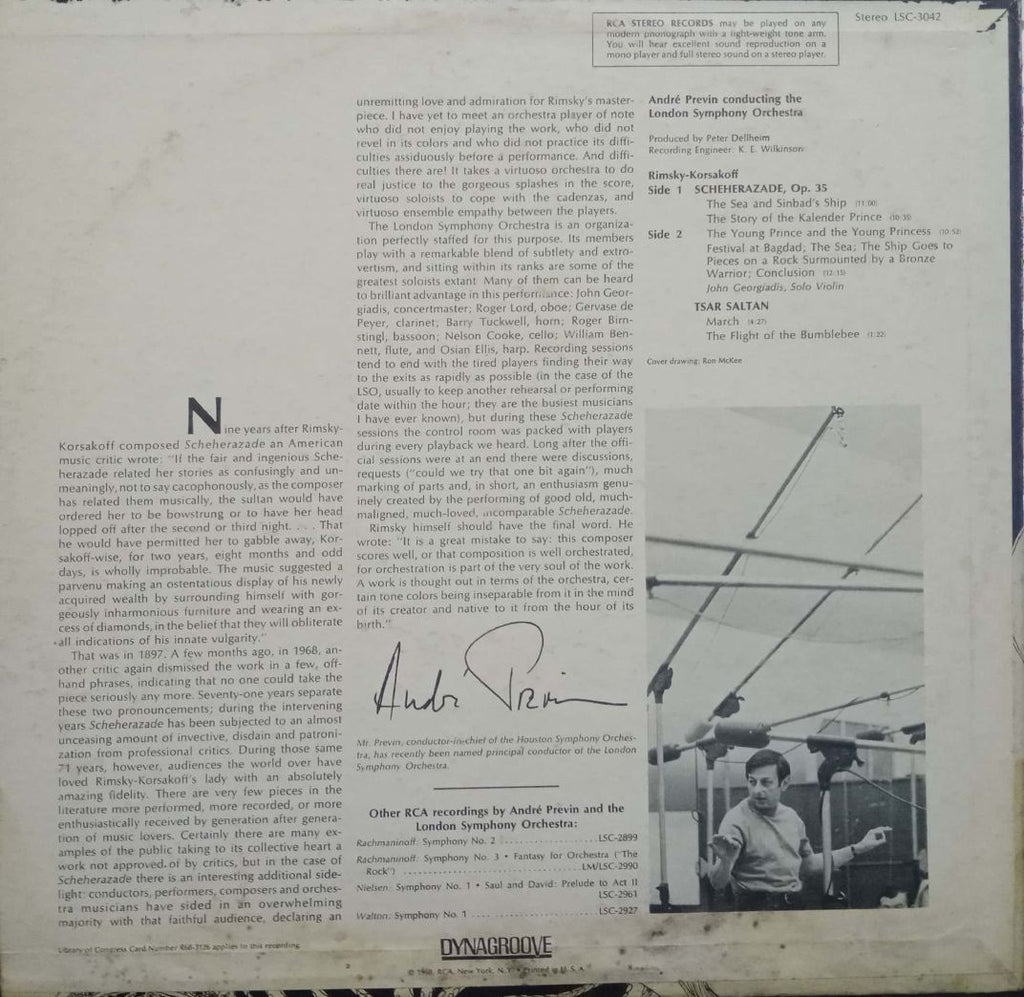 RCA STEREO RECORDS may be played on any
modern phonograph with a light-weight tone arm.
You will hear excellent sound reproduction on a
mono player and full stereo sound on a stereo player.
Stereo LSC-3042
Nine years after Rimsky-
Korsakoff composed Scheherazade an American
music critic wrote: "If the fair and ingenious Sche-
herazade related her stories as confusingly and un-
meaningly, not to say cacophonously, as the composer
has related them musically, the sultan would have
ordered her to be bowstrung or to have her head
lopped off after the second or third night. . . . That
he would have permitted her to gabble away, Kor-
sakoff-wise, for two years, eight months and odd
days, is wholly improbable. The music suggested a
parvenu making an ostentatious display of his newly
acquired wealth by surrounding himself with gor-
geously inharmonious furniture and wearing an ex-
cess of diamonds, in the belief that they will obliterate
all indications of his innate vulgarity."
That was in 1897. A few months ago, in 1968, an-
other critic again dismissed the work in a few, off-
hand phrases, indicating that no one could take the
piece seriously any more. Seventy-one years separate
these two pronouncements; during the intervening
years Scheherazade has been subjected to an almost
unceasing amount of invective, disdain and patroni-
zation from professional critics. During those same
71 years, however, audiences the world over have
loved Rimsky-Korsakoff's lady with an absolutely
amazing fidelity. There are very few pieces in the
literature more performed, more recorded, or more
enthusiastically received by generation after genera-
tion of music lovers. Certainly there are many ex-
amples of the public taking to its collective heart a
work not approved of by critics, but in the case of
Scheherazade there is an interesting additional side-
light: conductors, performers, composers and orches-
tra musicians have sided in an overwhelming
majority with that faithful audience, declaring an
Library of Congress Card Number R68-3126 applies to this recording
unremitting love and admiration for Rimsky's master-
piece. I have yet to meet an orchestra player of note
who did not enjoy playing the work, who did not
revel in its colors and who did not practice its diffi-
culties assiduously before a performance. And diffi-
culties there are! It takes a virtuoso orchestra to do
real justice to the gorgeous splashes in the score,
virtuoso soloists to cope with the cadenzas, and
virtuoso ensemble empathy between the players.
The London Symphony Orchestra is an organiza-
tion perfectly staffed for this purpose. Its members
play with a remarkable blend of subtlety and extro-
vertism, and sitting within its ranks are some of the
greatest soloists extant. Many of them can be heard
to brilliant advantage in this performance: John Geor-
giadis, concertmaster; Roger Lord, oboe; Gervase de
Peyer, clarinet; Barry Tuckwell, horn; Roger Birn-
stingl, bassoon; Nelson Cooke, cello; William Ben-
nett, flute, and Osian Ellis, harp. Recording sessions
tend to end with the tired players finding their way
to the exits as rapidly as possible (in the case of the
LSO, usually to keep another rehearsal or performing
date within the hour; they are the busiest musicians
I have ever known), but during these Scheherazade
sessions the control room was packed with players
during every playback we heard. Long after the offi-
cial sessions were at an end there were discussions,
requests ("could we try that one bit again"), much
marking of parts and, in short, an enthusiasm genu-
inely created by the performing of good old, much-
maligned, much-loved, incomparable Scheherazade.
Rimsky himself should have the final word. He
wrote: "It is a great mistake to say: this composer
scores well, or that composition is well orchestrated,
for orchestration is part of the very soul of the work.
A work is thought out in terms of the orchestra, cer-
tain tone colors being inseparable from it in the mind
of its creator and native to it from the hour of its
birth."
André Previn
Mr. Previn, conductor-in-chief of the Houston Symphony Orches-
tra, has recently been named principal conductor of the London
Symphony Orchestra.
Other RCA recordings by André Previn and the
London Symphony Orchestra:
Rachmaninoff: Symphony No. 2 .................... LSC-2899
Rachmaninoff: Symphony No. 3 • Fantasy for Orchestra ("The
Rock") .................... LM/LSC-2990
Nielsen: Symphony No. 1 • Saul and David: Prelude to Act II
LSC-2961
Walton: Symphony No. 1 .................... LSC-2927
DYNAGROOVE
© 1968, RCA, New York, N.Y. • Printed in U.S.A.
André Previn conducting the
London Symphony Orchestra
Produced by Peter Dellheim
Recording Engineer: K. E. Wilkinson
Rimsky-Korsakoff
Side 1 SCHEHERAZADE, Op. 35
The Sea and Sinbad's Ship (11:00)
The Story of the Kalender Prince (10:30)
Side 2 The Young Prince and the Young Princess (10:52)
Festival at Bagdad; The Sea; The Ship Goes to
Pieces on a Rock Surmounted by a Bronze
Warrior; Conclusion (12:15)
John Georgiadis, Solo Violin
TSAR SALTAN
March (4:27)
The Flight of the Bumblebee (1:22)
Cover drawing: Ron McKee